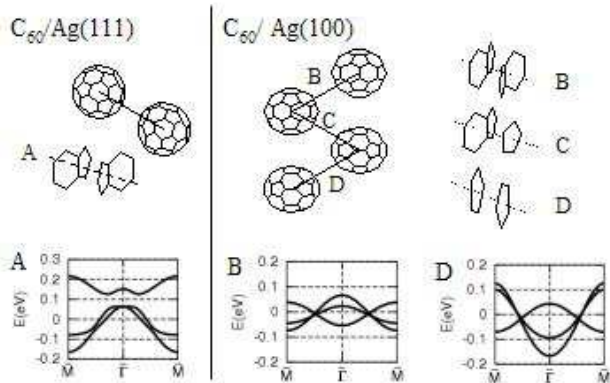 C60/Ag(111)
C60/ Ag(100)
B
C
D
A
B
C
D
A
0.3
0.2
0.1
0
-0.1
-0.2
E(eV)
M̄ Γ̄ M̄
B
0.2
0.1
0
-0.1
-0.2
E(eV)
M̄ Γ̄ M̄
D
0.2
0.1
0
-0.1
-0.2
E(eV)
M̄ Γ̄ M̄